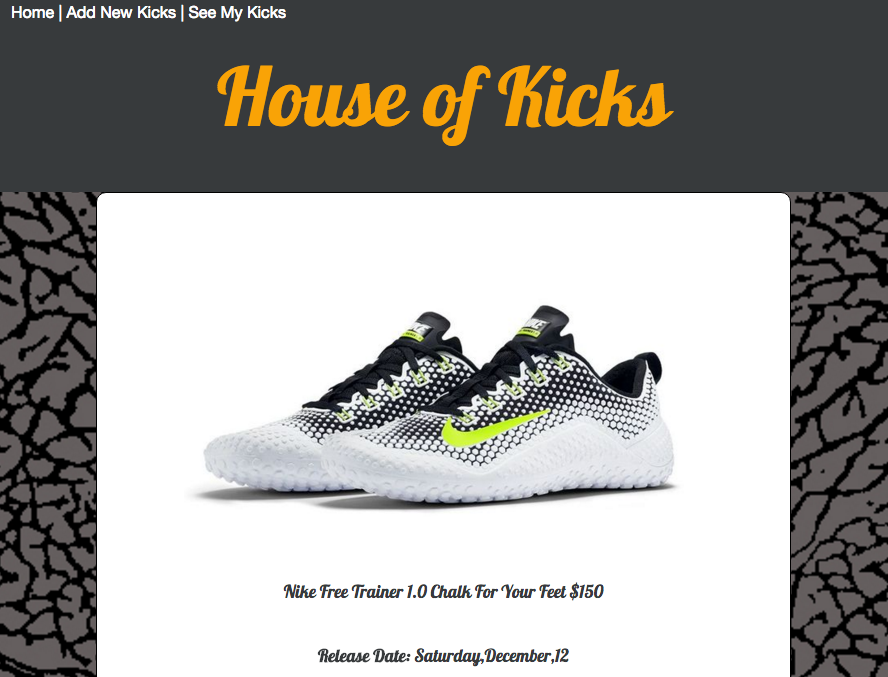 Home | Add New Kicks | See My Kicks
House of Kicks
Nike Free Trainer 1.0 Chalk For Your Feet $150
Release Date: Saturday,December,12